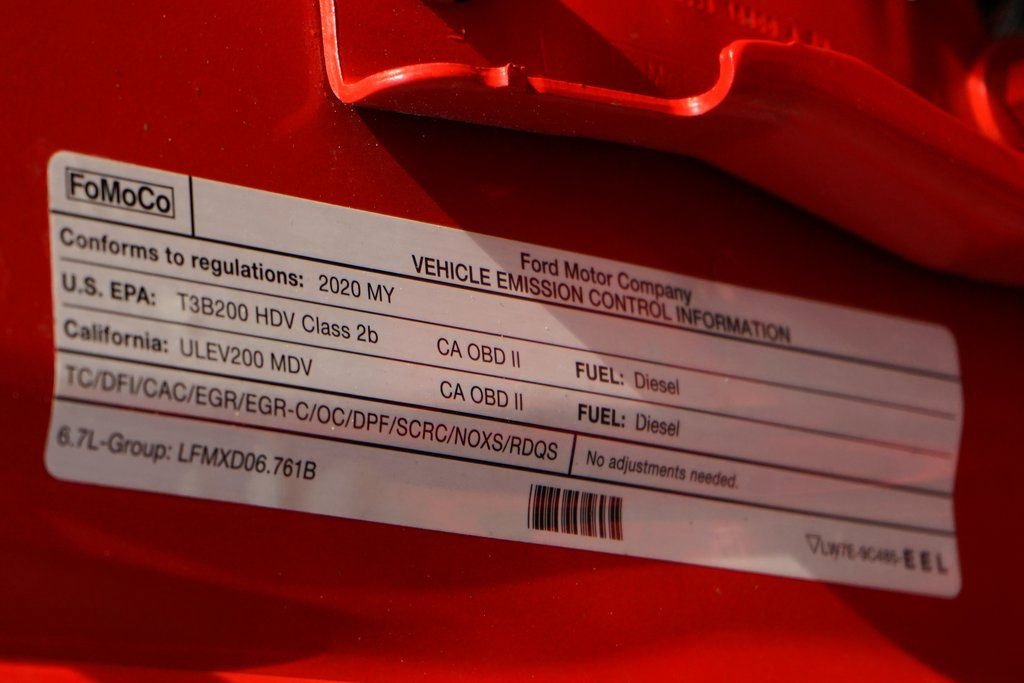 FoMoCo
Ford Motor Company
VEHICLE EMISSION CONTROL INFORMATION
Conforms to regulations: 2020 MY
U.S. EPA: T3B200 HDV Class 2b CA OBD II FUEL: Diesel
California: ULEV200 MDV CA OBD II FUEL: Diesel
TC/DFI/CAC/EGR/EGR-C/OC/DPF/SCRC/NOXS/RDQS No adjustments needed.
6.7L-Group: LFMXD06.761B
LW7E-9C485-EEL